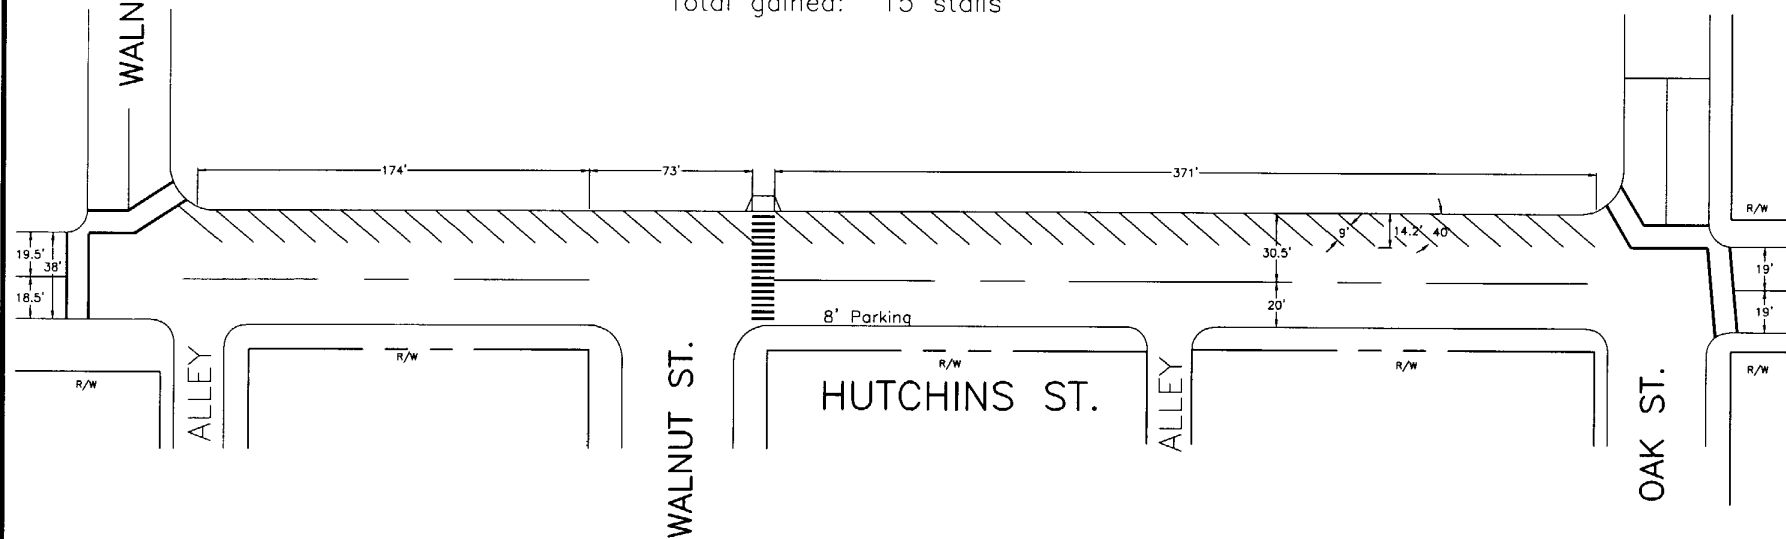 Total gained: 15 stalls
WALN
174'
73'
371'
R/W
19.5'
38'
18.5'
9'
14.2'
40
30.5'
20'
19'
19'
8' Parking
R/W
R/W
R/W
R/W
R/W
ALLEY
WALNUT ST.
HUTCHINS ST.
ALLEY
OAK ST.